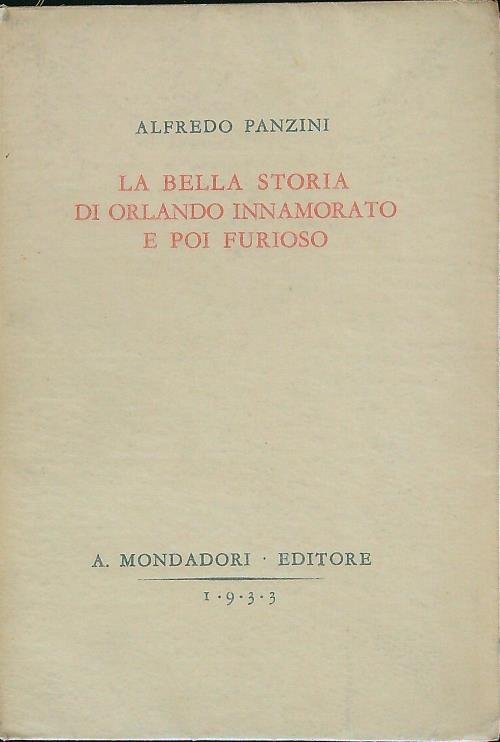 ALFREDO PANZINI
LA BELLA STORIA
DI ORLANDO INNAMORATO
E POI FURIOSO
A. MONDADORI · EDITORE
1·9·3·3